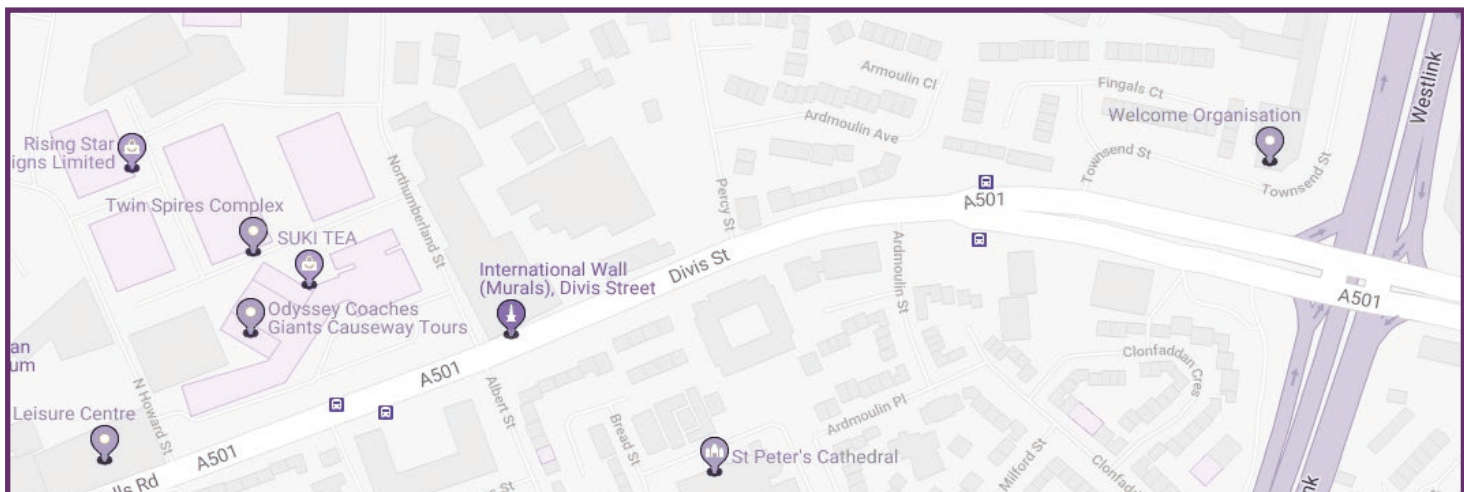 Westlink
Armoulin Cl
Fingals Ct
Ardmoulin Ave
Welcome Organisation
Rising Star
igns Limited
Townsend St
Townsend St
Northumberland St
Percy St
Twin Spires Complex
A501
SUKI TEA
Ardmoulin St
Divis St
International Wall
(Murals), Divis Street
A501
Odyssey Coaches
Giants Causeway Tours
an
um
Clonfaddan Cres
A501
Albert St
N Howard St
Leisure Centre
Ardmoulin Pl
Bread St
A501
St Peter's Cathedral
Milford St
Clonfaddan
lls Rd
nk